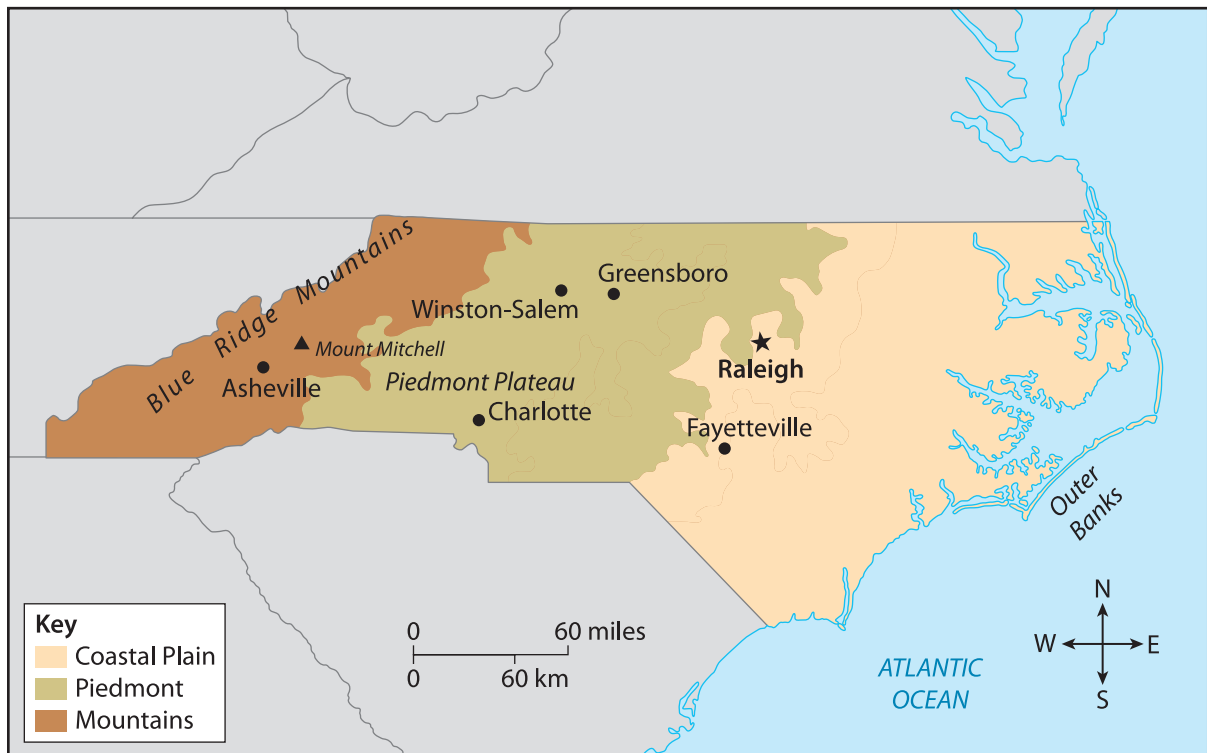 Blue Ridge Mountains
Greensboro
Winston-Salem
Mount Mitchell
Raleigh
Piedmont Plateau
Asheville
Charlotte
Fayetteville
Outer
Banks
Key
Coastal Plain
Piedmont
Mountains
0 60 miles
0 60 km
ATLANTIC
OCEAN
N
W E
S